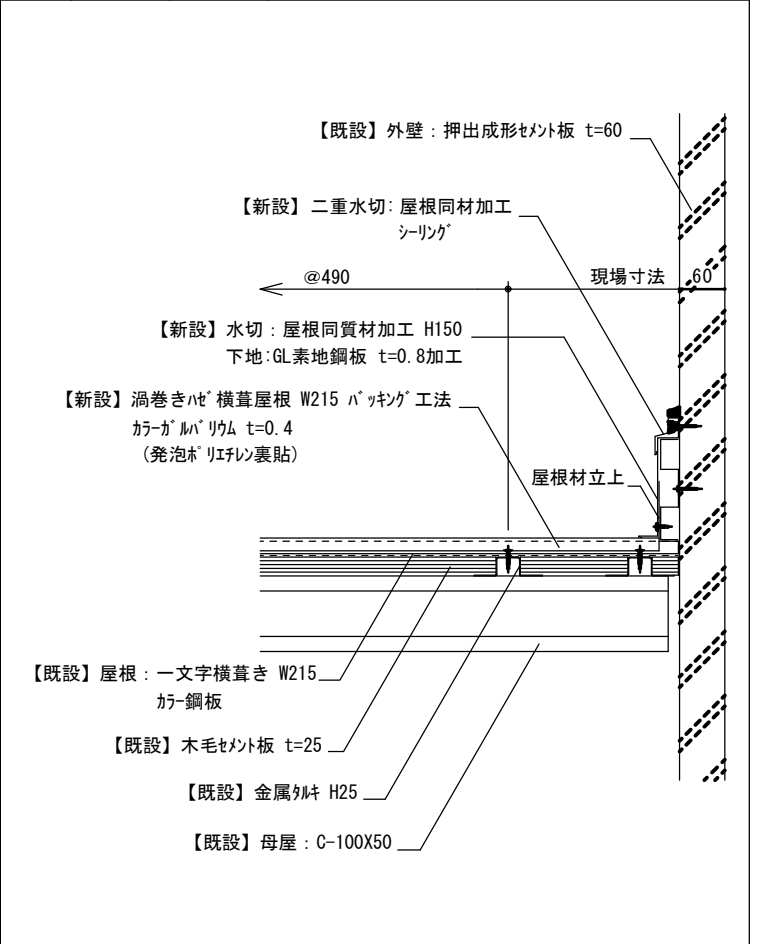 【既設】外壁：押出成形ｾﾒﾝﾄ板 t=60
【新設】二重水切：屋根同材加工
ｼｰﾘﾝｸﾞ
@490
現場寸法
60
【新設】水切：屋根同質材加工 H150
下地：GL素地鋼板 t=0.8加工
【新設】渦巻きﾊｾﾞ横葺屋根 W215 ﾊﾞｯｷﾝｸﾞ工法
ｶﾗｰｶﾞﾙﾊﾞﾘｳﾑ t=0.4
（発泡ﾎﾟﾘｴﾁﾚﾝ裏貼）
屋根材立上
【既設】屋根：一文字横葺き W215
ｶﾗｰ鋼板
【既設】木毛ｾﾒﾝﾄ板 t=25
【既設】金属ﾀﾙｷ H25
【既設】母屋：C-100X50